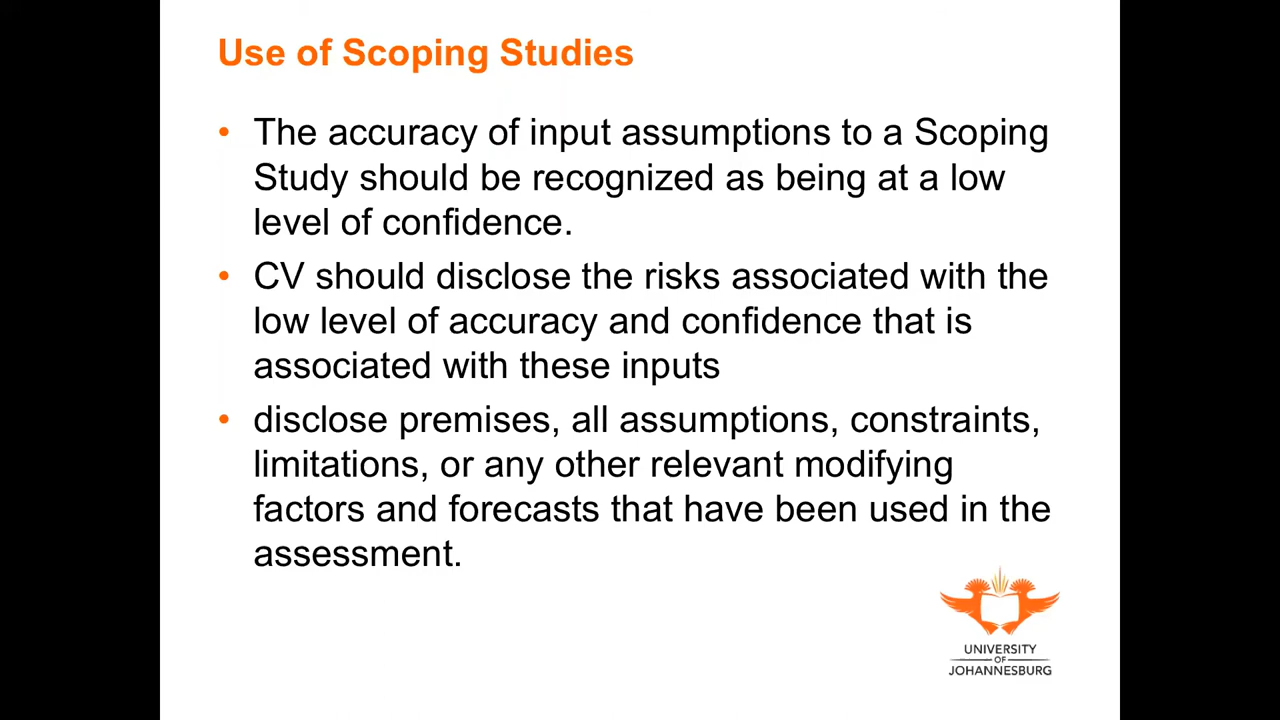 Use of Scoping Studies
• The accuracy of input assumptions to a Scoping
Study should be recognized as being at a low
level of confidence.
• CV should disclose the risks associated with the
low level of accuracy and confidence that is
associated with these inputs
• disclose premises, all assumptions, constraints,
limitations, or any other relevant modifying
factors and forecasts that have been used in the
assessment.
UNIVERSITY
OF
JOHANNESBURG